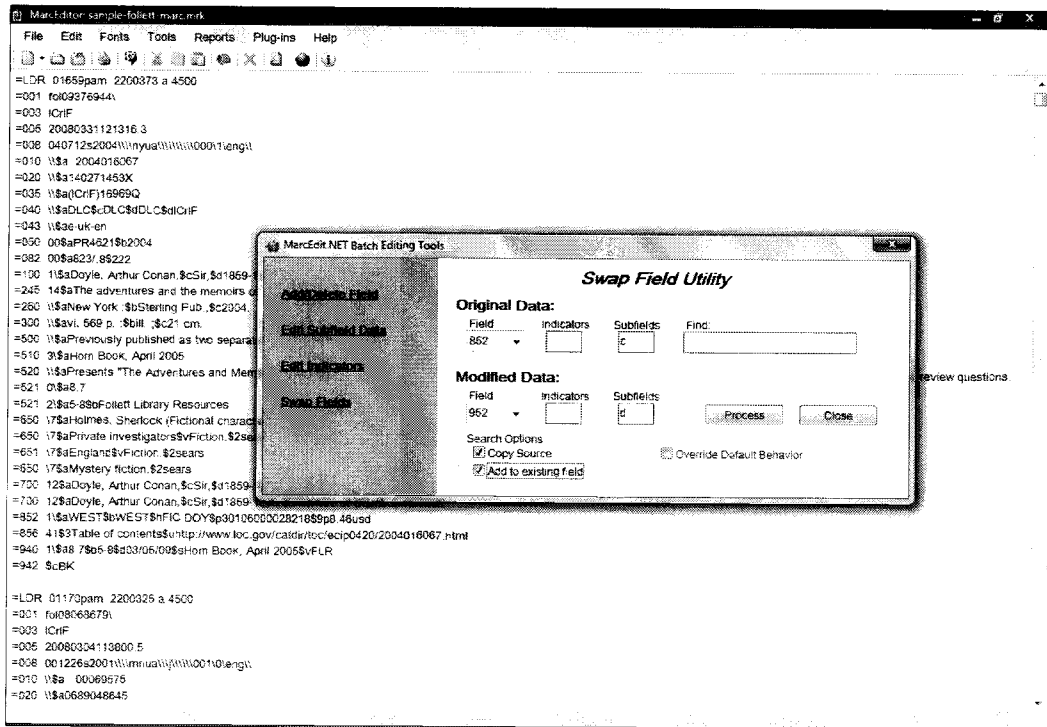 MarcEditor: sample-follett-marc.mrk
File Edit Fonts Tools Reports Plug-ins Help
=LDR 01659pam 2200373 a 4500
=001 fol09376944\
=003 ICrlF
=005 20080331121316.3
=008 040712s2004\\\\nyua\\\\\\\\\\000\1\eng\\
=010 \\$a 2004016067
=020 \\$a140271453X
=035 \\$a(ICrlF)16969Q
=040 \\$aDLC$cDLC$dDLC$dICrlF
=043 \\$ae-uk-en
=050 00$aPR4621$b2004
=082 00$a823/.8$222
=100 1\$aDoyle, Arthur Conan,$cSir,$d1859-
=245 14$aThe adventures and the memoirs
=260 \\$aNew York :$bSterling Pub.,$c2004.
=300 \\$avi, 569 p. :$bill. ;$c21 cm.
=500 \\$aPreviously published as two separat
=510 3\$aHorn Book, April 2005
=520 \\$aPresents "The Adventures and Mem
review questions.
=521 0\$a8.7
=521 2\$a5-8$bFollett Library Resources
=650 \7$aHolmes, Sherlock (Fictional charac
=650 \7$aPrivate investigators$vFiction.$2sea
=651 \7$aEngland$vFiction.$2sears
=650 \7$aMystery fiction.$2sears
=700 12$aDoyle, Arthur Conan,$cSir,$d1859-
=700 12$aDoyle, Arthur Conan,$cSir,$d1859-
=852 1\$aWEST$bWEST$hFIC DOY$p30106000028218$9p8.46usd
=856 41$3Table of contents$uhttp://www.loc.gov/catdir/toc/ecip0420/2004016067.html
=940 1\$a8.7$b5-8$d03/05/09$sHorn Book, April 2005$vFLR
=942 $cBK
=LDR 01170pam 2200325 a 4500
=001 fol08068679\
=003 ICrlF
=005 20080304113800.5
=008 001226s2001\\\\mnua\\\j\\\\\\001\0\eng\\
=010 \\$a 00069575
=020 \\$a0689048645
MarcEdit.NET Batch Editing Tools
Add/Delete Field
Edit Subfield Data
Edit Indicators
Swap Fields
Swap Field Utility
Original Data:
Field Indicators Subfields Find:
852 c
Modified Data:
Field Indicators Subfields
952 d Process Close
Search Options
Copy Source Override Default Behavior
Add to existing field